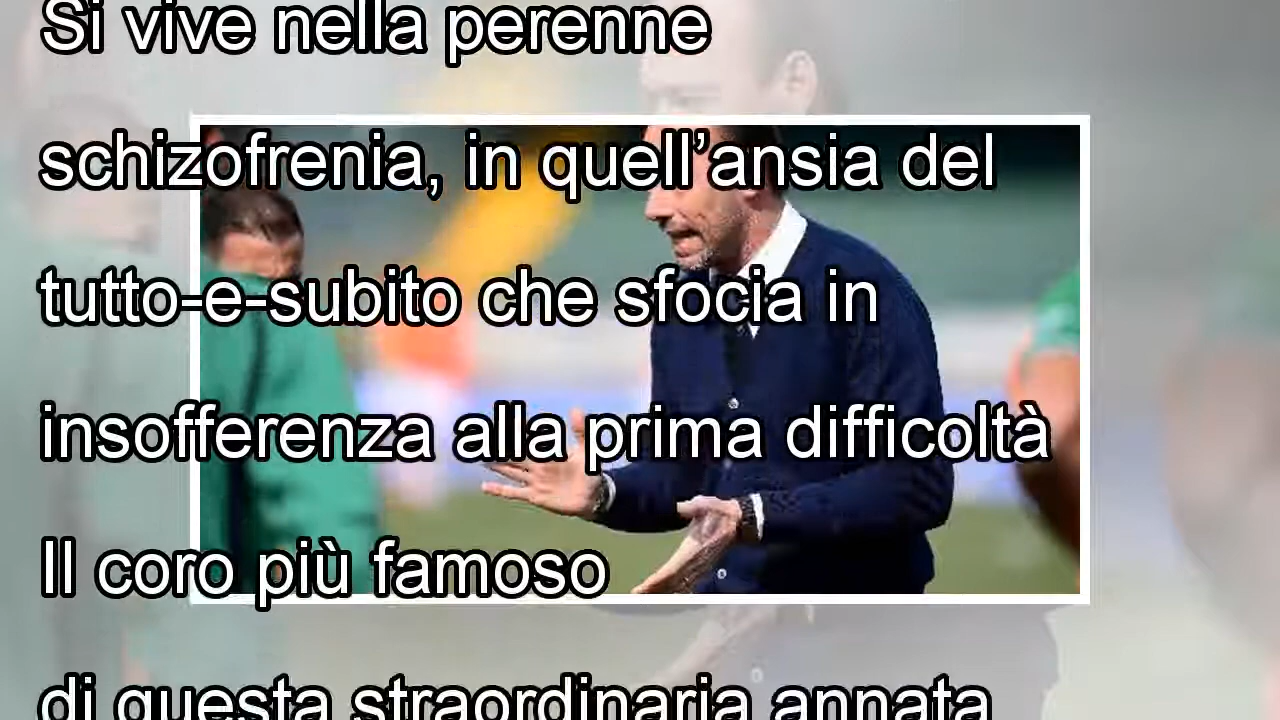 Si vive nella perenne
schizofrenia, in quell’ansia del
tutto-e-subito che sfocia in
insofferenza alla prima difficoltà
Il coro più famoso
di questa straordinaria annata